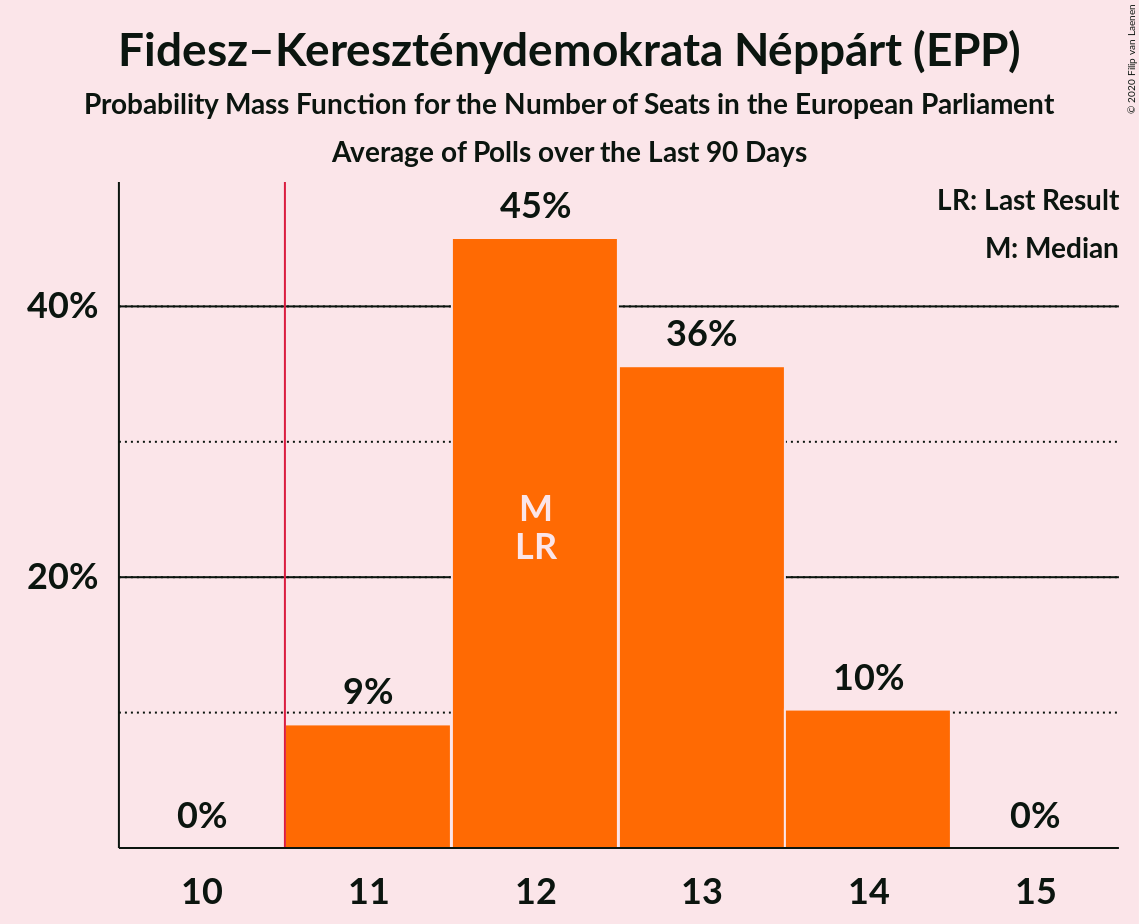 Fidesz–Kereszténydemokrata Néppárt (EPP)
Probability Mass Function for the Number of Seats in the European Parliament
Average of Polls over the Last 90 Days
© 2020 Filip van Laenen
LR: Last Result
M: Median
45%
40%
36%
M
LR
20%
9%
10%
0%
0%
10 11 12 13 14 15